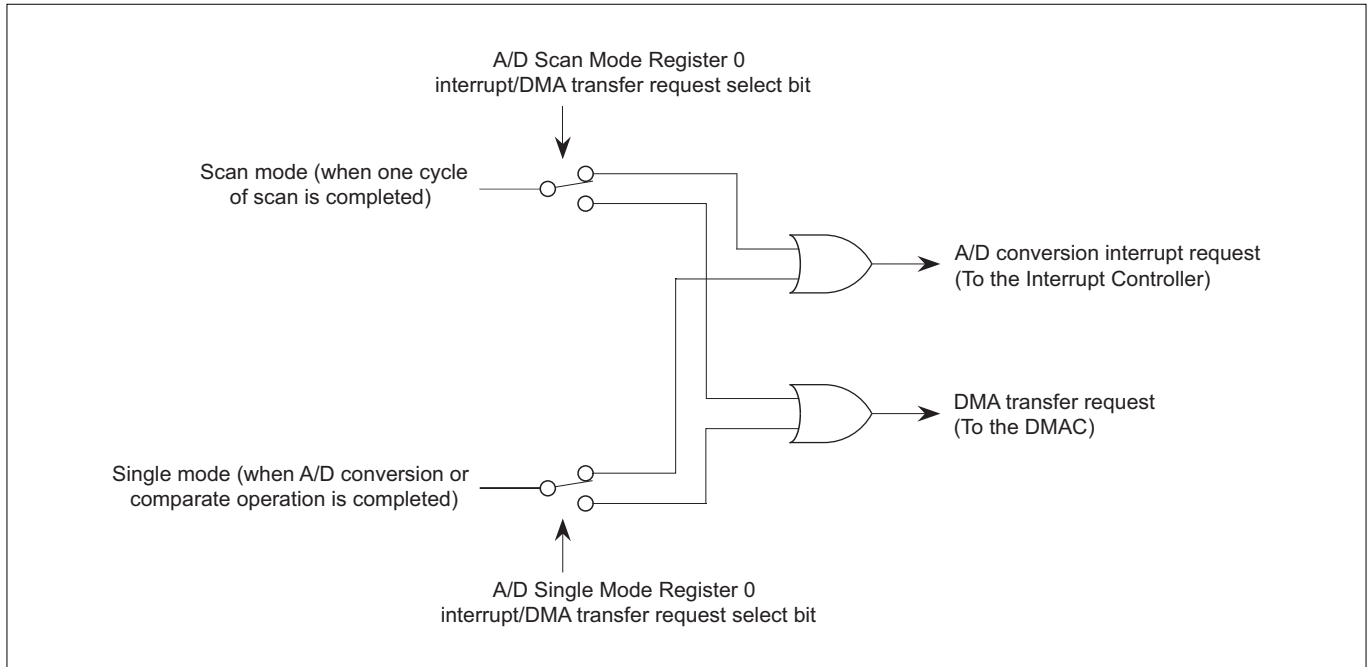 A/D Scan Mode Register 0
interrupt/DMA transfer request select bit
Scan mode (when one cycle
of scan is completed)
A/D conversion interrupt request
(To the Interrupt Controller)
DMA transfer request
(To the DMAC)
Single mode (when A/D conversion or
comparate operation is completed)
A/D Single Mode Register 0
interrupt/DMA transfer request select bit